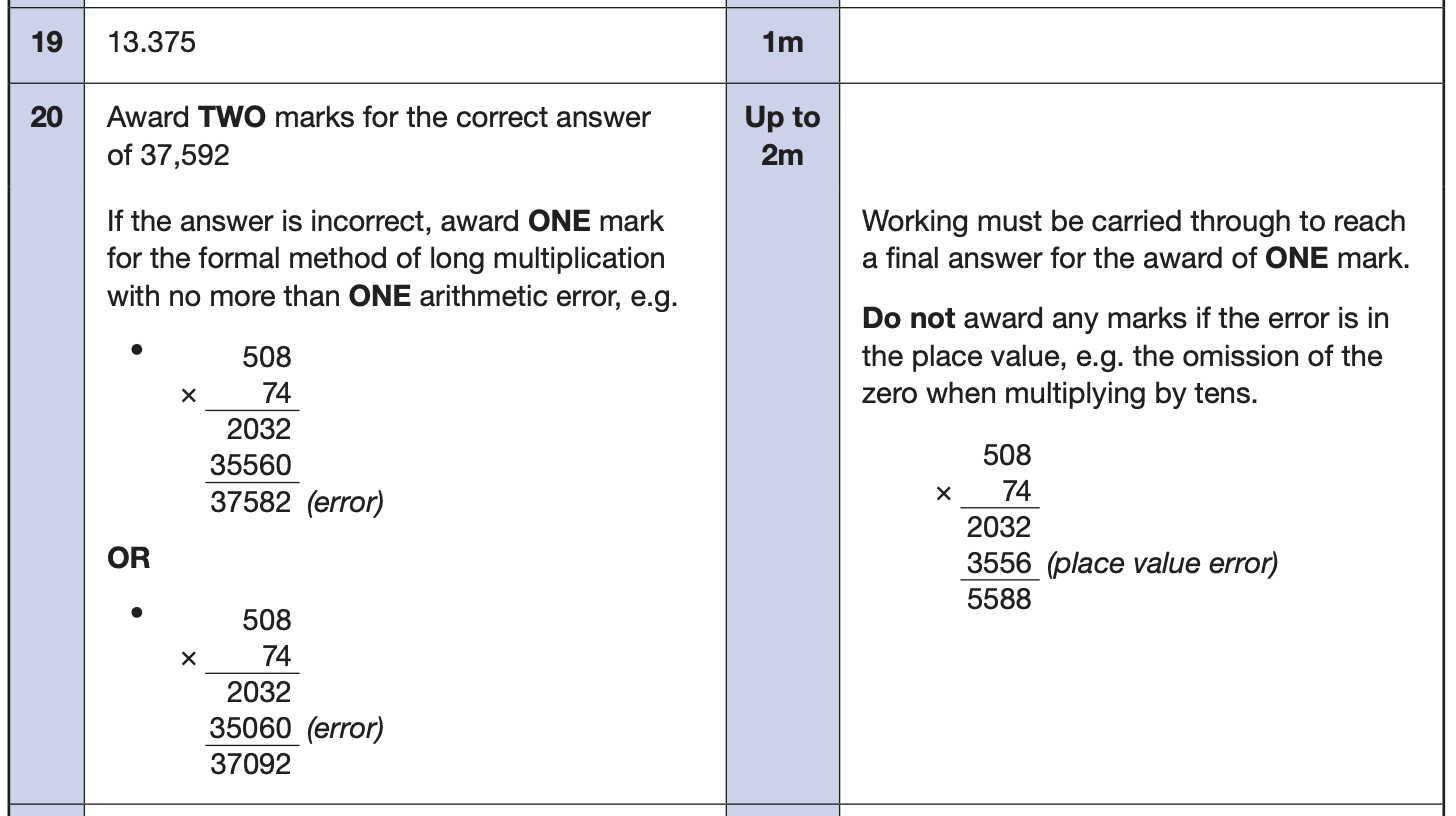 19
13.375
1m
20
Award TWO marks for the correct answer
of 37,592
Up to
2m
If the answer is incorrect, award ONE mark
for the formal method of long multiplication
with no more than ONE arithmetic error, e.g.
• 508
× 74
2032
35560
37582 (error)
OR
• 508
× 74
2032
35060 (error)
37092
Working must be carried through to reach
a final answer for the award of ONE mark.
Do not award any marks if the error is in
the place value, e.g. the omission of the
zero when multiplying by tens.
508
× 74
2032
3556 (place value error)
5588